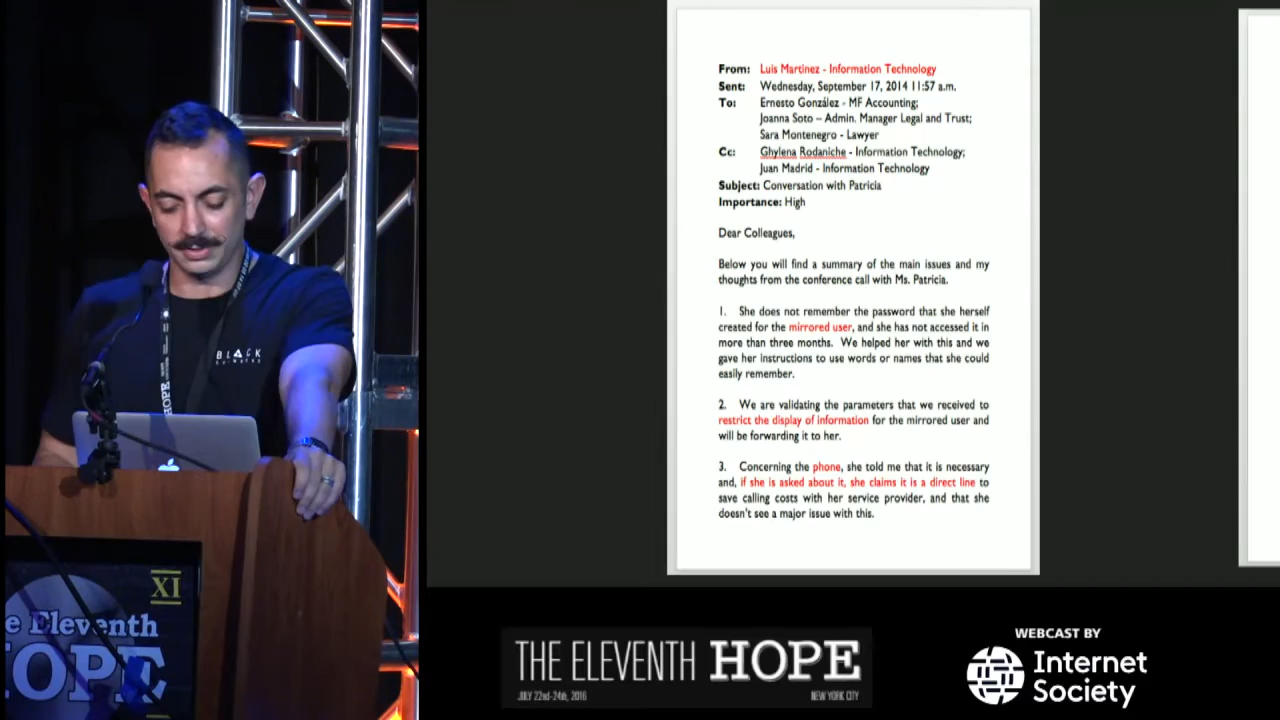 From: Luis Martinez - Information Technology
Sent: Wednesday, September 17, 2014 11:57 a.m.
To: Ernesto González - MF Accounting;
Joanna Soto – Admin. Manager Legal and Trust;
Sara Montenegro - Lawyer
Cc: Ghylena Rodaniche - Information Technology;
Juan Madrid - Information Technology
Subject: Conversation with Patricia
Importance: High
Dear Colleagues,
Below you will find a summary of the main issues and my
thoughts from the conference call with Ms. Patricia.
1. She does not remember the password that she herself
created for the mirrored user, and she has not accessed it in
more than three months. We helped her with this and we
gave her instructions to use words or names that she could
easily remember.
2. We are validating the parameters that we received to
restrict the display of information for the mirrored user and
will be forwarding it to her.
3. Concerning the phone, she told me that it is necessary
and, if she is asked about it, she claims it is a direct line to
save calling costs with her service provider, and that she
doesn't see a major issue with this.
BLACK
HOPE
XI
e Eleventh
HOPE
THE ELEVENTH HOPE
JULY 22nd-24th, 2016
NEW YORK CITY
WEBCAST BY
Internet
Society